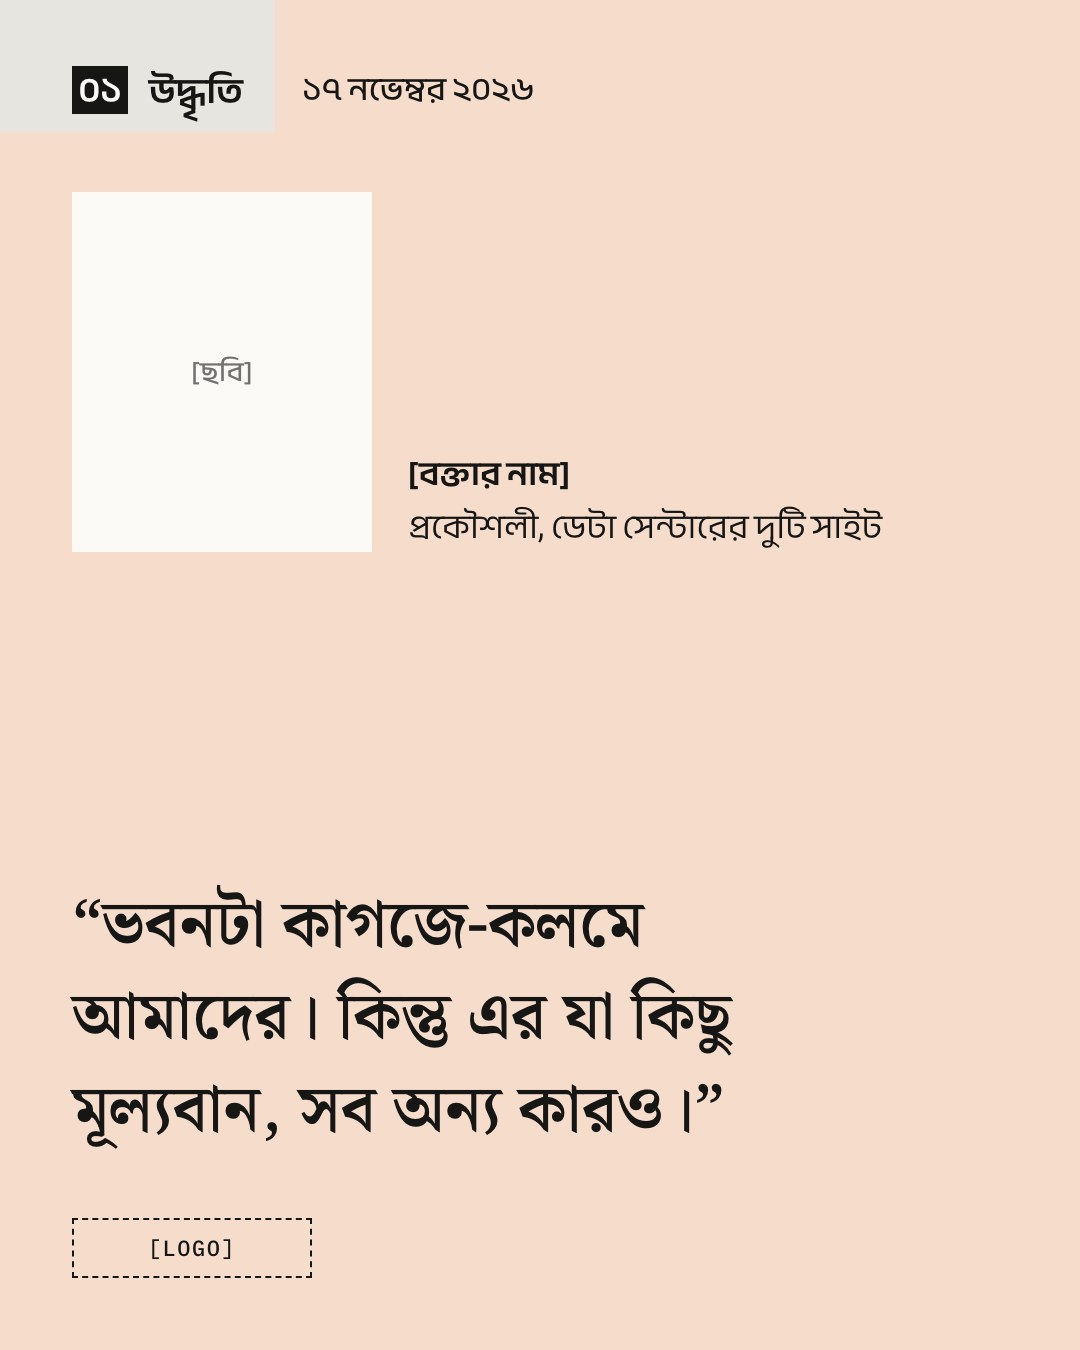 ০১ উদ্ধৃতি ১৭ নভেম্বর ২০২৬
[ছবি]
[বক্তার নাম]
প্রকৌশলী, ডেটা সেন্টারের দুটি সাইট
“ভবনটা কাগজে-কলমে
আমাদের। কিন্তু এর যা কিছু
মূল্যবান, সব অন্য কারও।”
[LOGO]